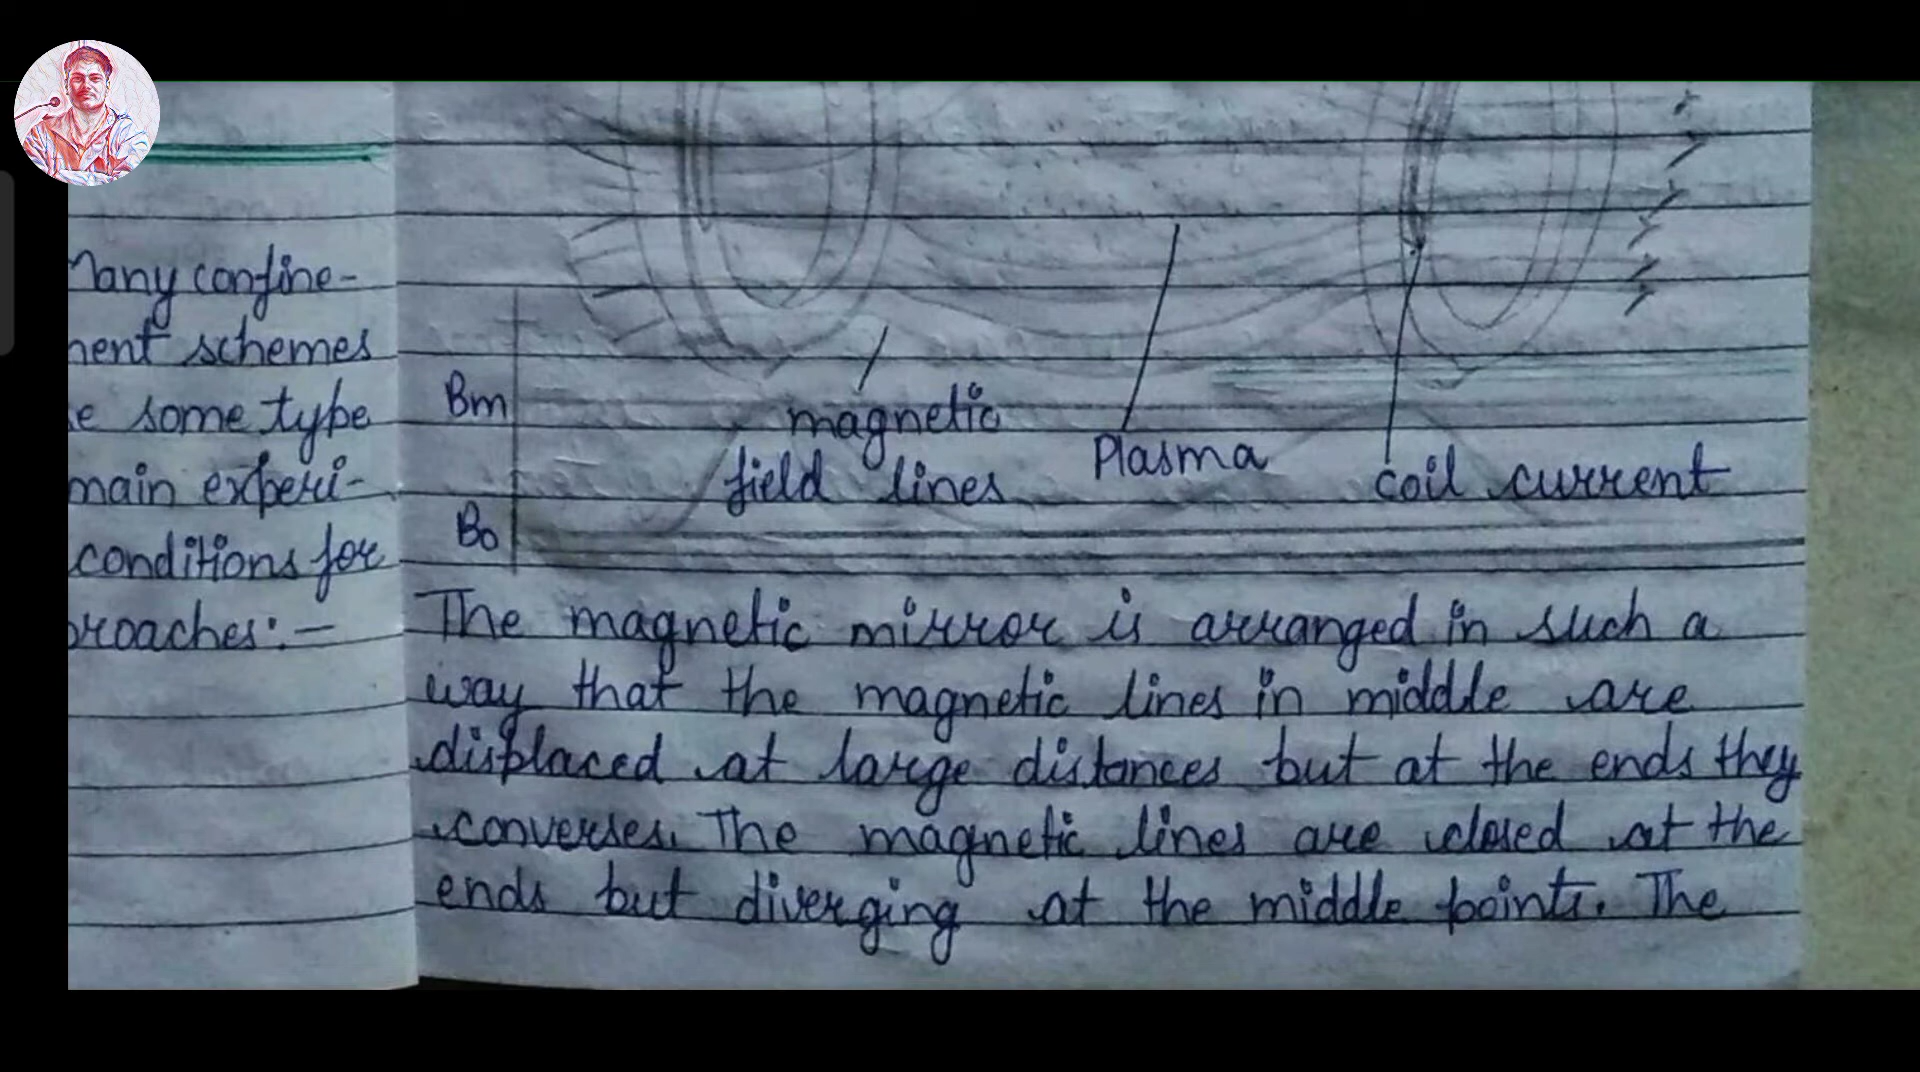 Many confine-
ment schemes
e some type
main experi-
conditions for
proaches:-
Bm
magnetic
field lines
Plasma
coil current
Bo
The magnetic mirror is arranged in such a
way that the magnetic lines in middle are
displaced at large distances but at the ends they
converses. The magnetic lines are closed at the
ends but diverging at the middle points. The